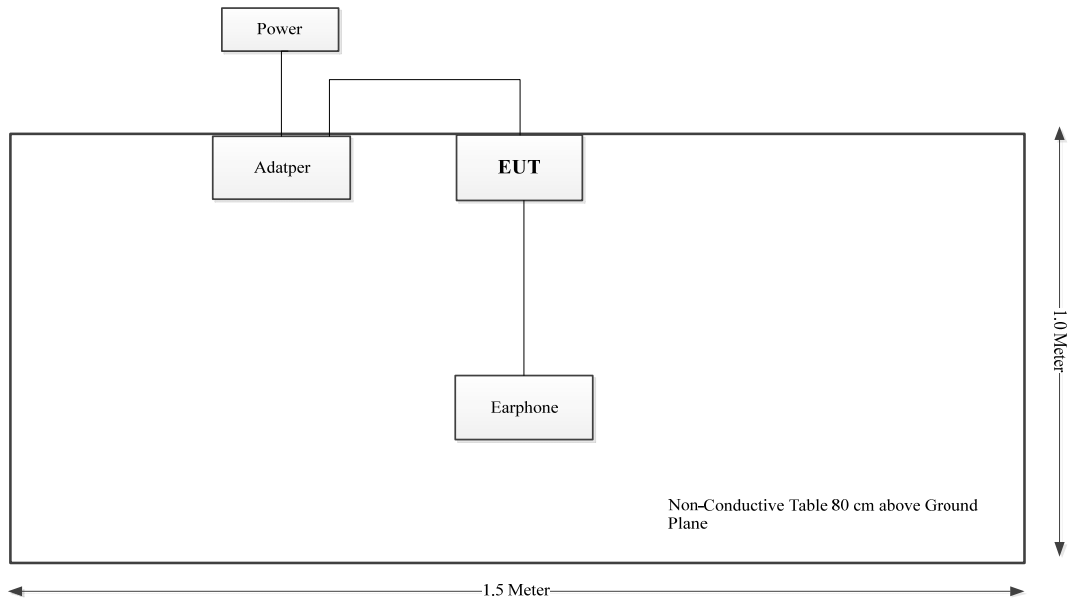 Power
Adatper
EUT
Earphone
1.0 Meter
Non-Conductive Table 80 cm above Ground
Plane
1.5 Meter